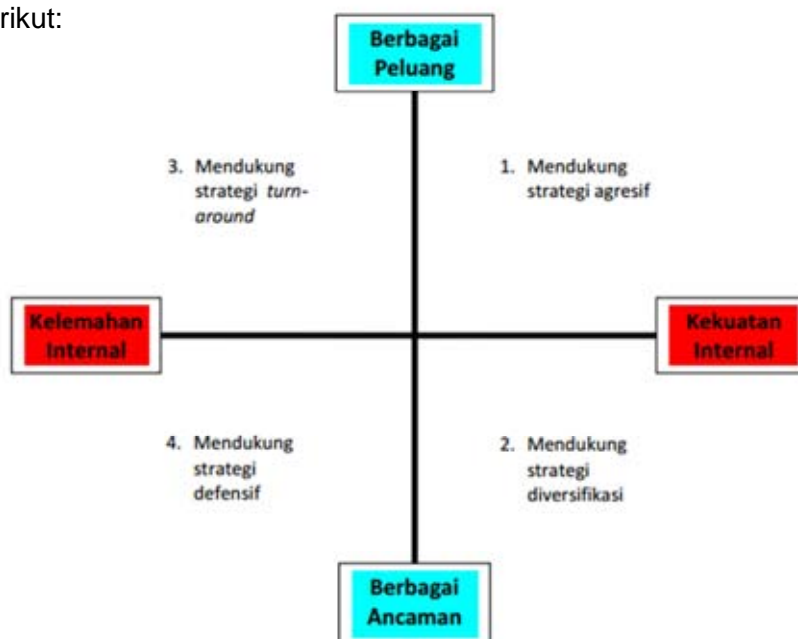 rikut:
Berbagai
Peluang
3. Mendukung
strategi turn-
around
1. Mendukung
strategi agresif
Kelemahan
Internal
Kekuatan
Internal
4. Mendukung
strategi
defensif
2. Mendukung
strategi
diversifikasi
Berbagai
Ancaman